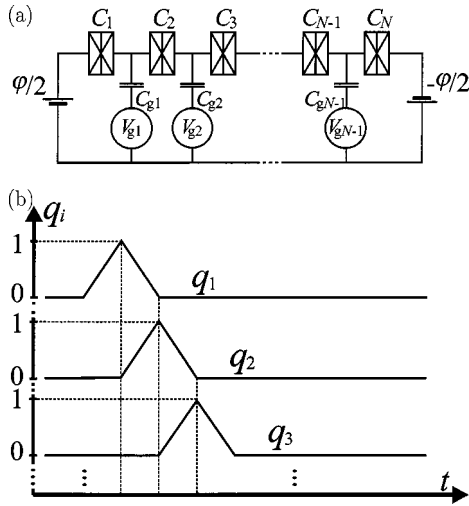 (a)
C1 C2 C3 CN-1 CN
φ/2 Cg1 Cg2 CgN-1 -φ/2
Vg1 Vg2 VgN-1
(b)
qi
1
0
q1
1
0
q2
1
0
q3
t